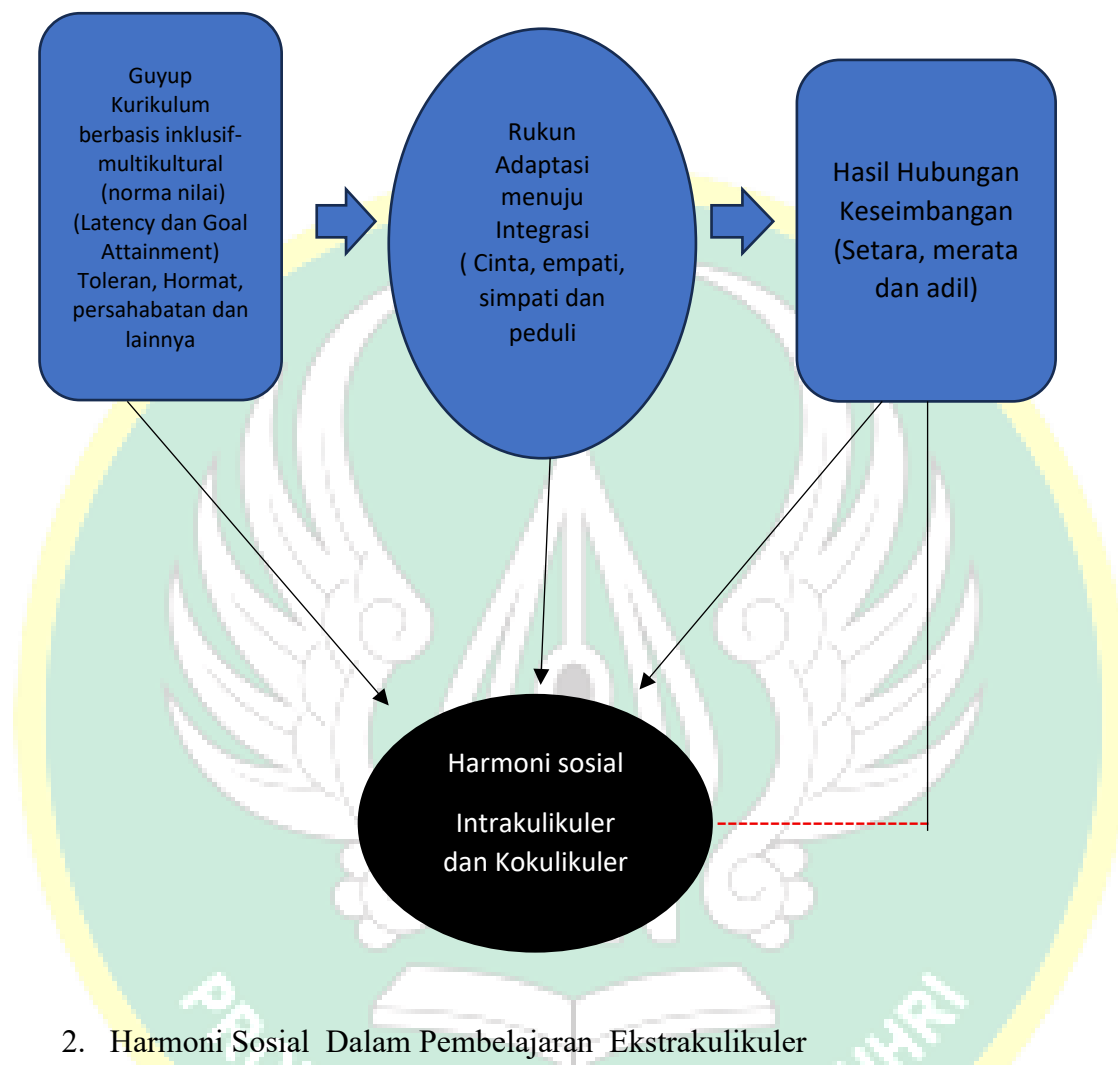 Guyup
Kurikulum
berbasis inklusif-
multikultural
(norma nilai)
(Latency dan Goal
Attainment)
Toleran, Hormat,
persahabatan dan
lainnya
Rukun
Adaptasi
menuju
Integrasi
( Cinta, empati,
simpati dan
peduli
Hasil Hubungan
Keseimbangan
(Setara, merata
dan adil)
Harmoni sosial
Intrakulikuler
dan Kokulikuler
2. Harmoni Sosial Dalam Pembelajaran Ekstrakulikuler